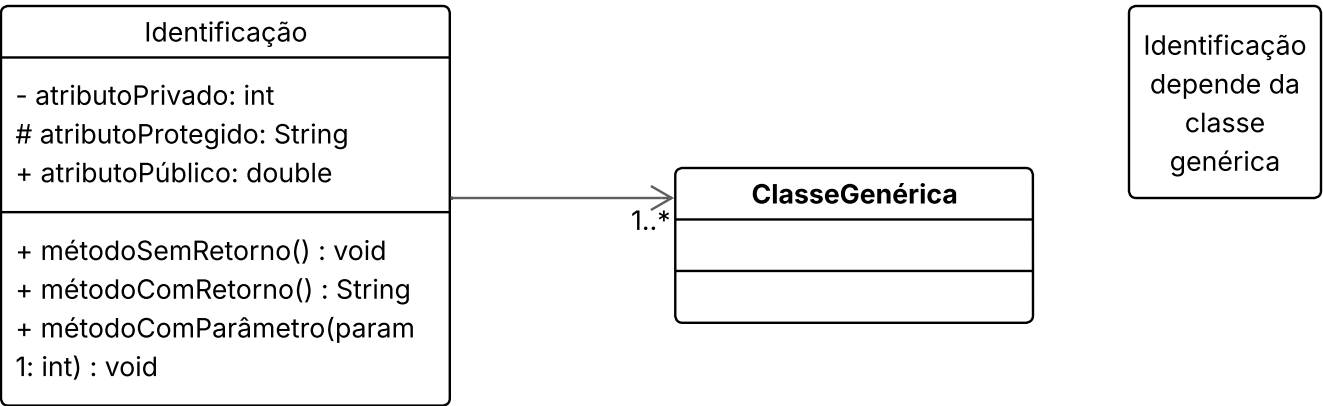 Identificação
- atributoPrivado: int
# atributoProtegido: String
+ atributoPúblico: double
+ métodoSemRetorno() : void
+ métodoComRetorno() : String
+ métodoComParâmetro(param
1: int) : void
1..*
ClasseGenérica
Identificação
depende da
classe
genérica